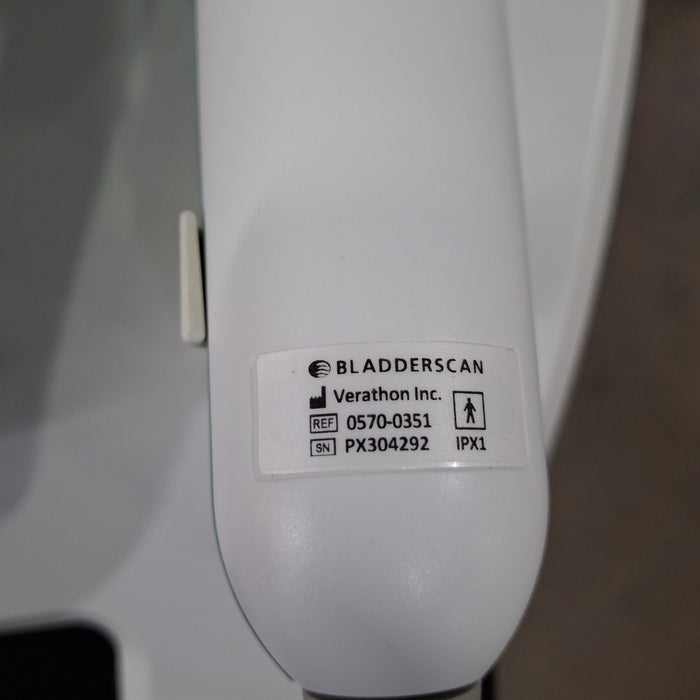 BLADDERSCAN
Verathon Inc.
REF 0570-0351
SN PX304292 IPX1